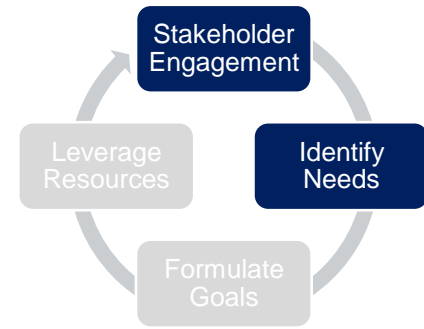 Stakeholder
Engagement
Identify
Needs
Formulate
Goals
Leverage
Resources